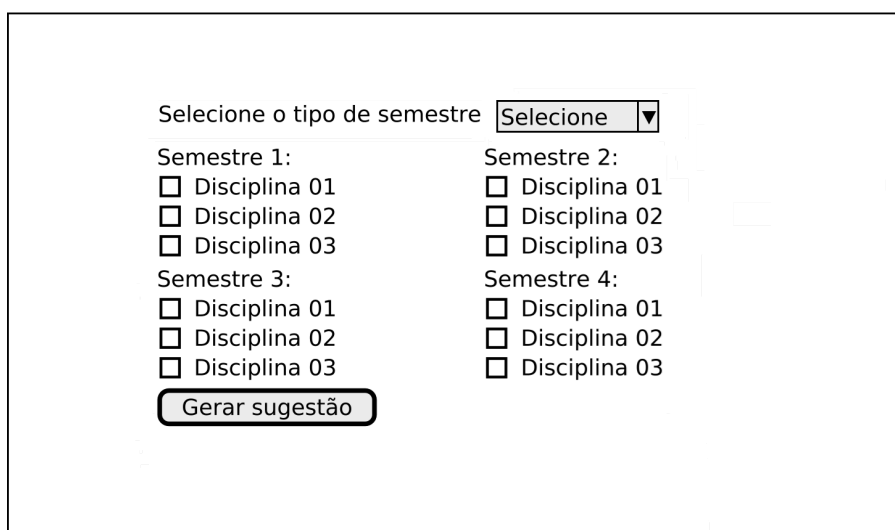 Selecione o tipo de semestre Selecione
Semestre 1:
Disciplina 01
Disciplina 02
Disciplina 03
Semestre 2:
Disciplina 01
Disciplina 02
Disciplina 03
Semestre 3:
Disciplina 01
Disciplina 02
Disciplina 03
Semestre 4:
Disciplina 01
Disciplina 02
Disciplina 03
Gerar sugestão